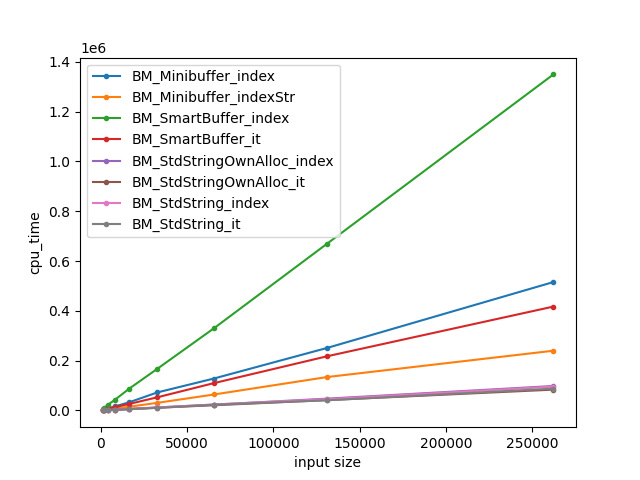 1e6
1.4
1.2
1.0
0.8
0.6
0.4
0.2
0.0
cpu_time
BM_Minibuffer_index
BM_Minibuffer_indexStr
BM_SmartBuffer_index
BM_SmartBuffer_it
BM_StdStringOwnAlloc_index
BM_StdStringOwnAlloc_it
BM_StdString_index
BM_StdString_it
0 50000 100000 150000 200000 250000
input size